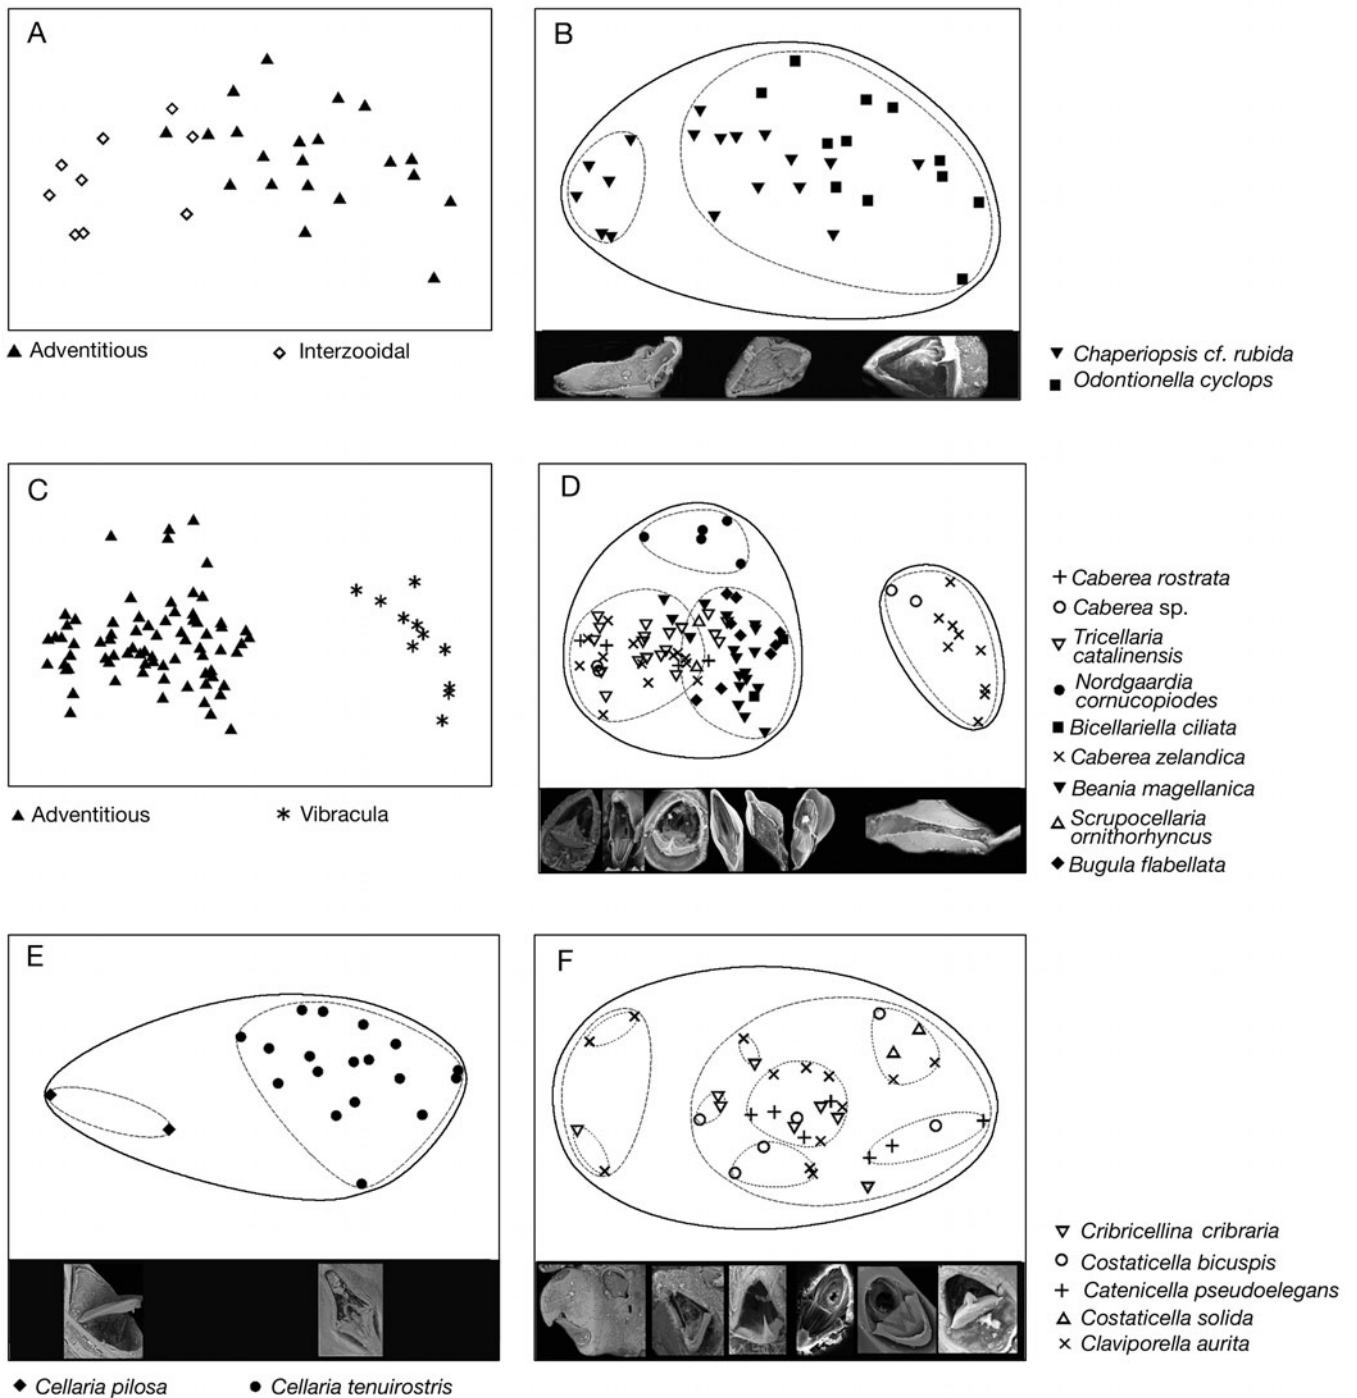 A
B
Adventitious
Interzooidal
Chaperiopsis cf. rubida
Odontionella cyclops
C
D
Caberea rostrata
Caberea sp.
Tricellaria
catalinensis
Nordgaardia
cornucopiodes
Bicellariella ciliata
Caberea zelandica
Beania magellanica
Scrupocellaria
ornithorhyncus
Bugula flabellata
Adventitious
Vibracula
E
F
Cribricellina cribraria
Costaticella bicuspis
Catenicella pseudoelegans
Costaticella solida
Claviporella aurita
Cellaria pilosa
Cellaria tenuirostris